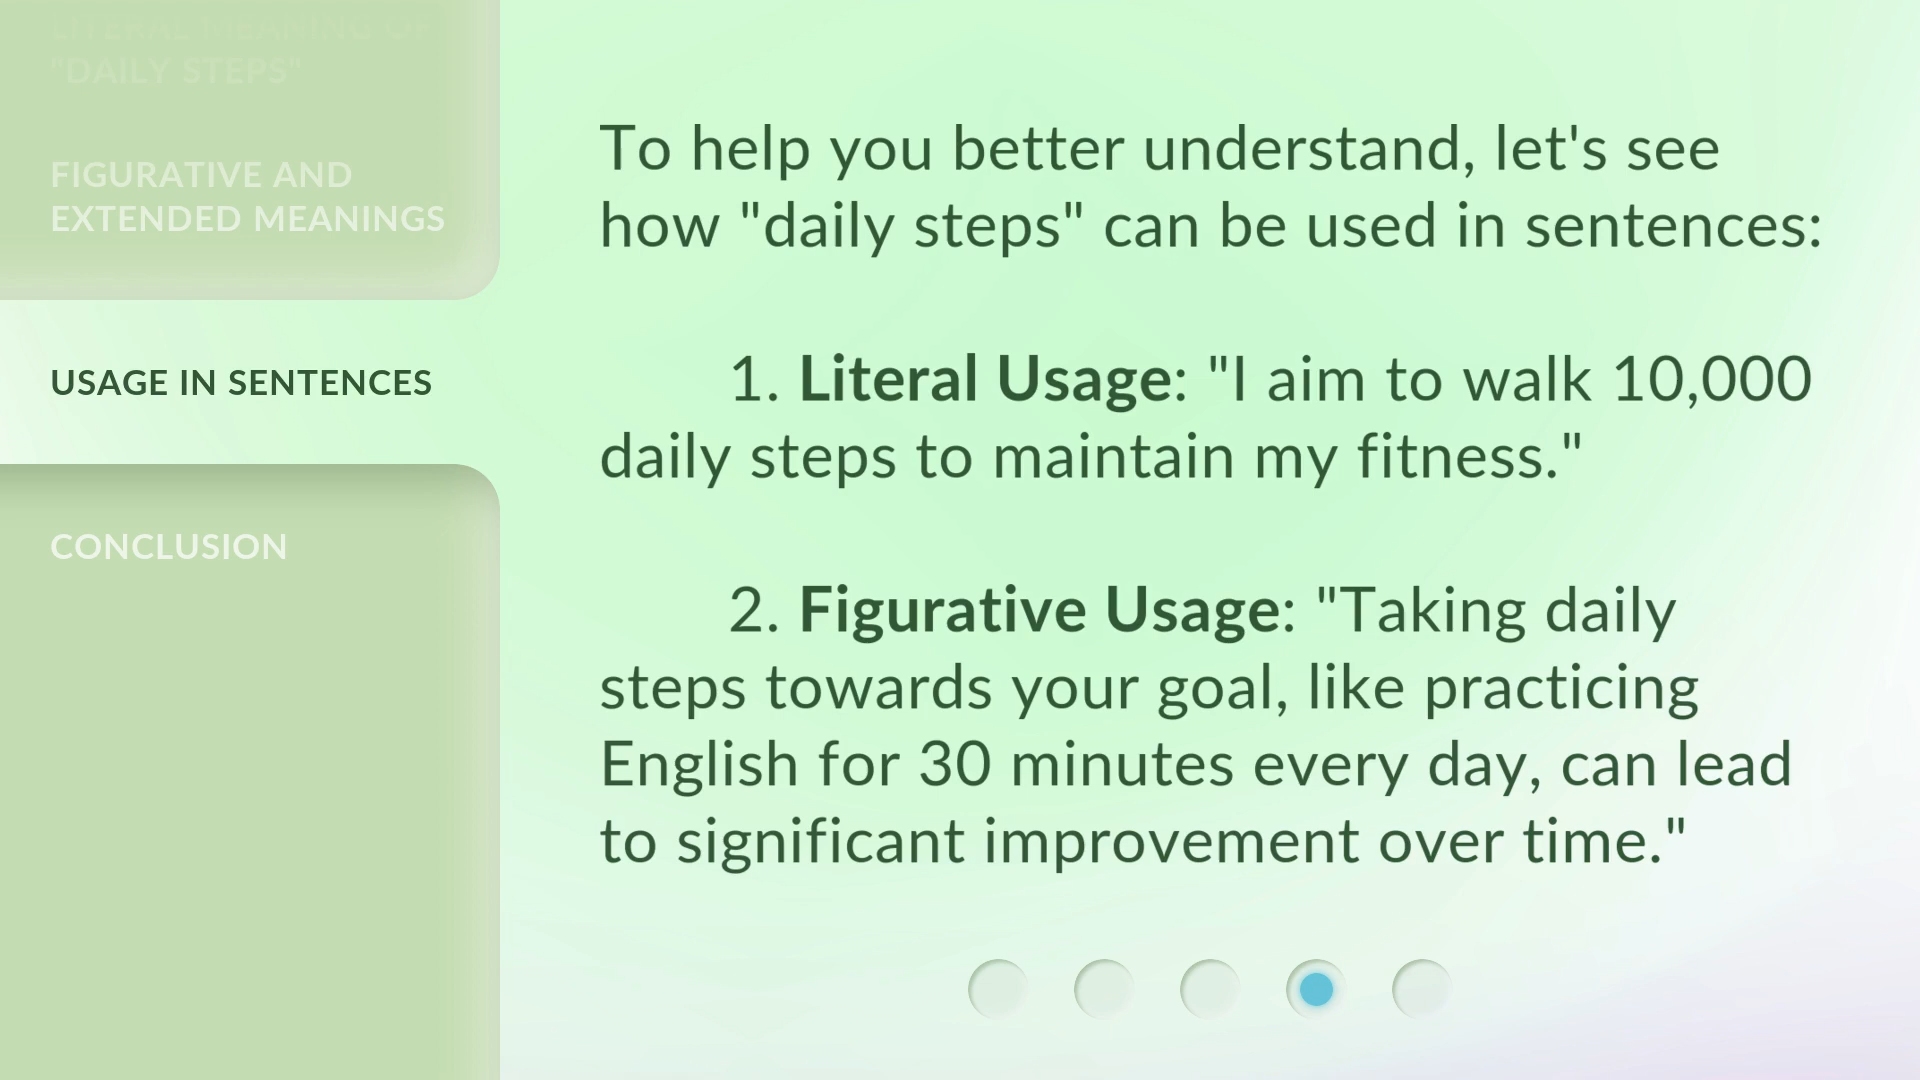 LITERAL MEANING OF
"DAILY STEPS"
FIGURATIVE AND
EXTENDED MEANINGS
USAGE IN SENTENCES
CONCLUSION
To help you better understand, let's see
how "daily steps" can be used in sentences:
1. Literal Usage: "I aim to walk 10,000
daily steps to maintain my fitness."
2. Figurative Usage: "Taking daily
steps towards your goal, like practicing
English for 30 minutes every day, can lead
to significant improvement over time."